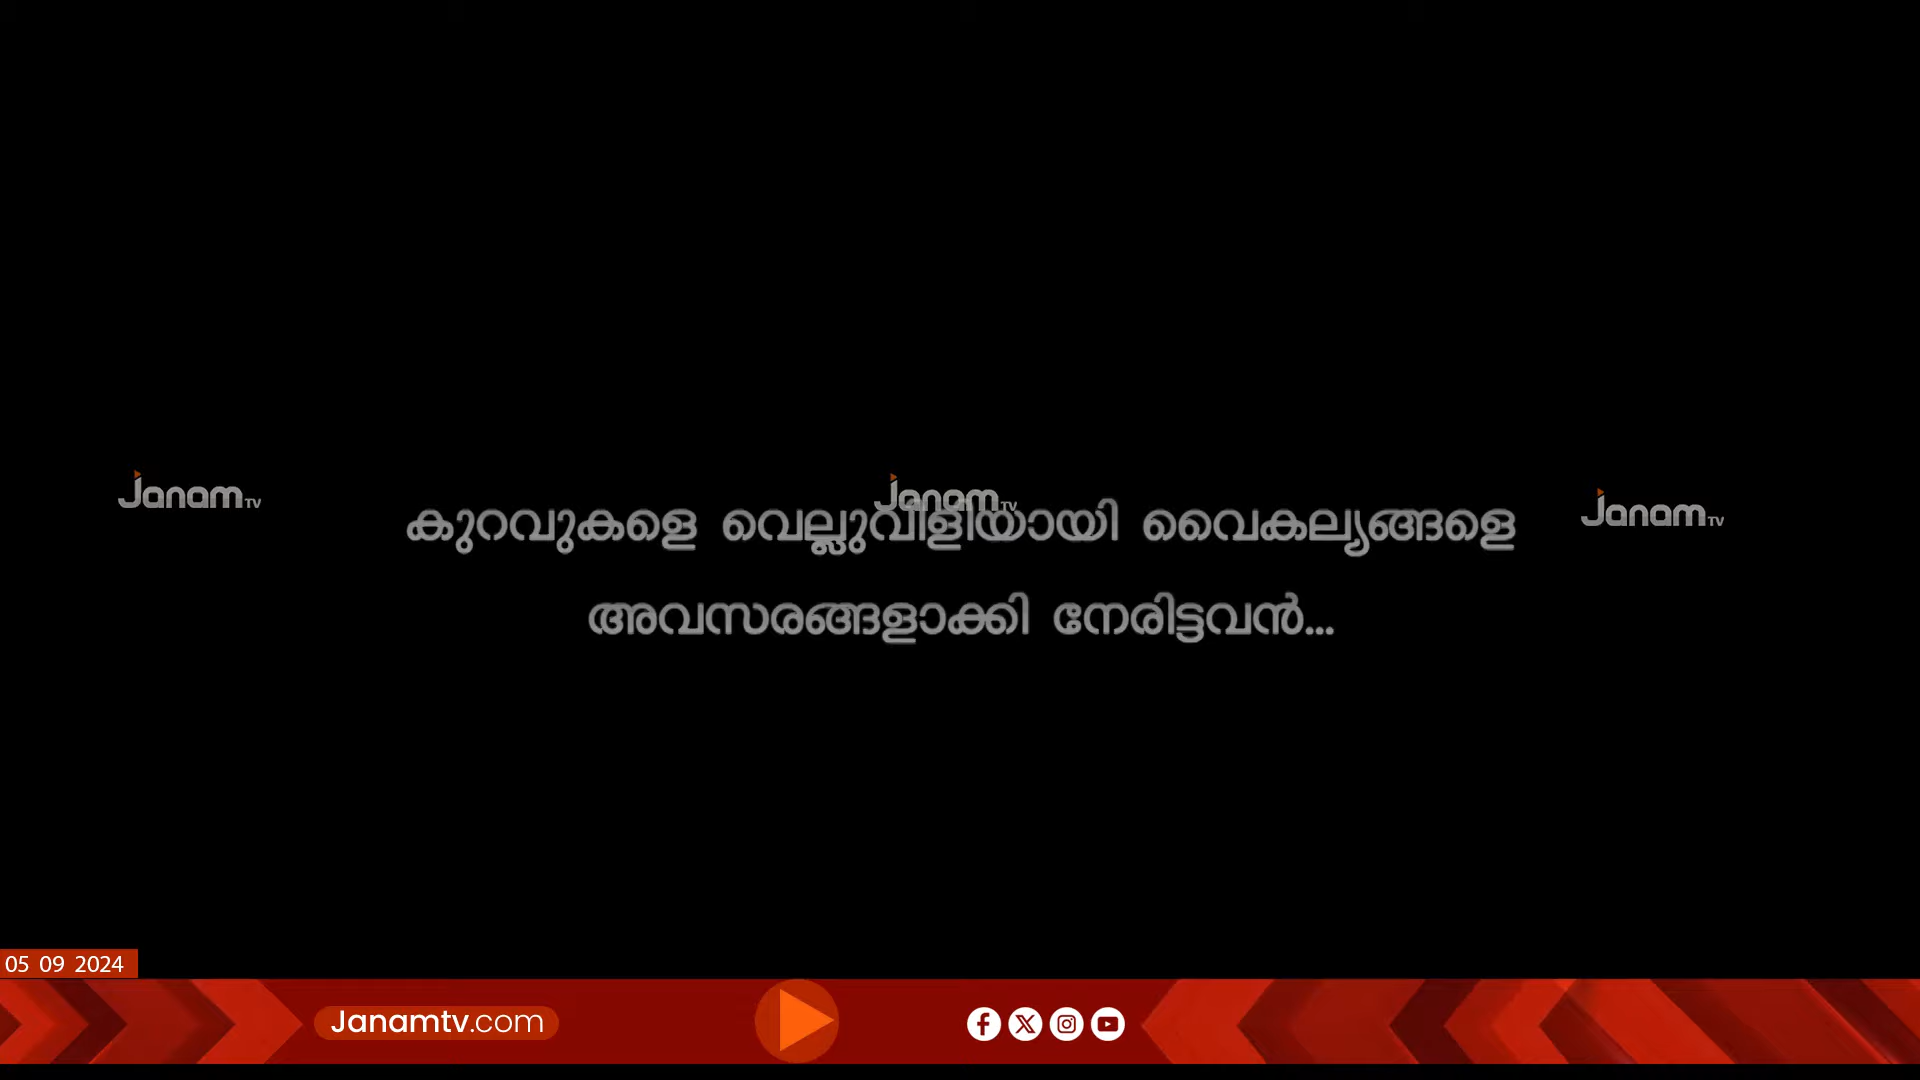 Janam TV
Janam TV
Janam TV
കുറവുകളെ വെല്ലുവിളിയായി വൈകല്യങ്ങളെ
അവസരങ്ങളാക്കി നേരിട്ടവൻ...
05 09 2024
Janamtv.com